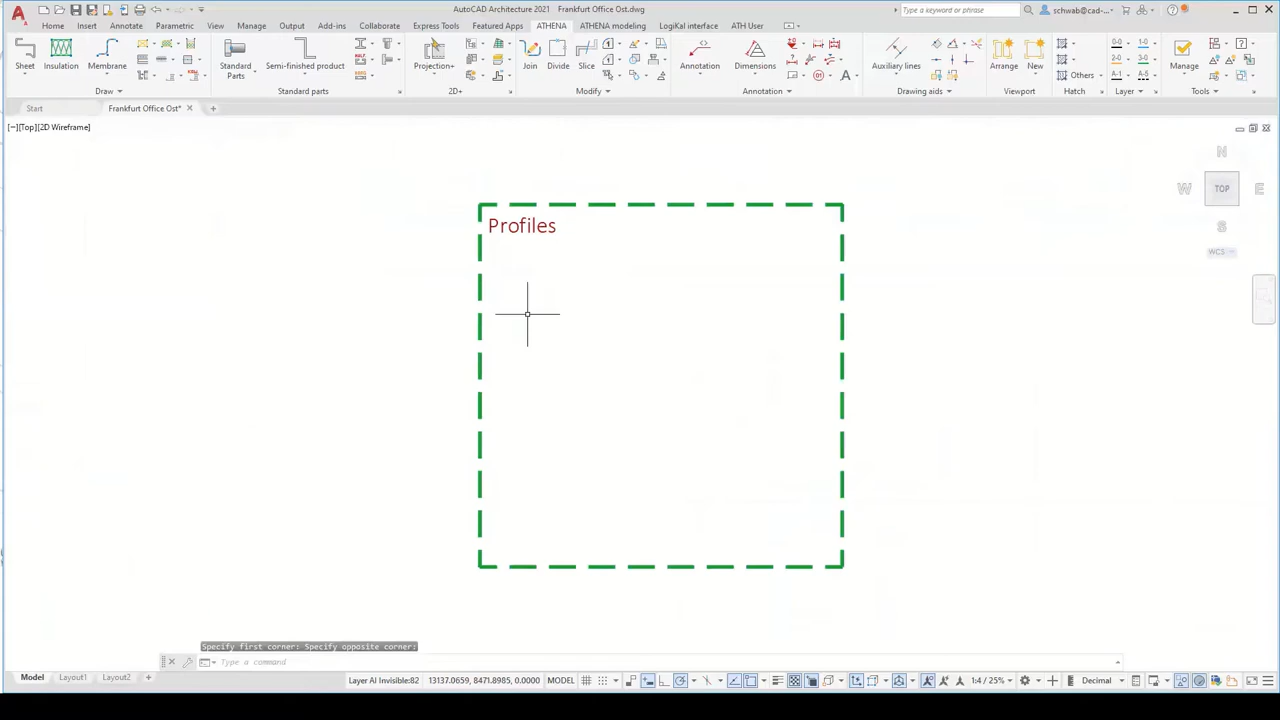 AutoCAD Architecture 2021 Frankfurt Office Ost.dwg
Type a keyword or phrase
schwab@cad-...
Home Insert Annotate Parametric View Manage Output Add-ins Collaborate Express Tools Featured Apps ATHENA ATHENA modeling LogiKal interface ATH User
Sheet Insulation Membrane Standard Parts Semi-finished product Projection+ Join Divide Slice Annotation Dimensions Auxiliary lines Arrange New Others Manage
Draw Standard parts 2D+ Modify Annotation Drawing aids Viewport Hatch Layer Tools
Start Frankfurt Office Ost*
[−][Top][2D Wireframe]
N
W TOP E
S
WCS
Profiles
Specify first corner: Specify opposite corner:
Type a command
Model Layout1 Layout2 +
Layer AI Invisible:82 13137.0659, 8471.8985, 0.0000 MODEL 1:4 / 25% Decimal